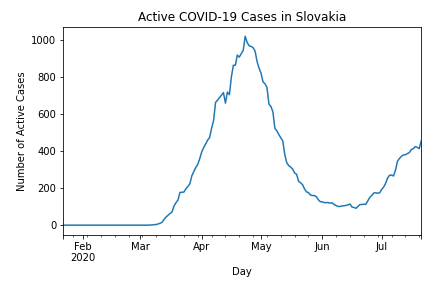 Active COVID-19 Cases in Slovakia
Number of Active Cases
1000
800
600
400
200
0
Feb
2020
Mar
Apr
May
Jun
Jul
Day